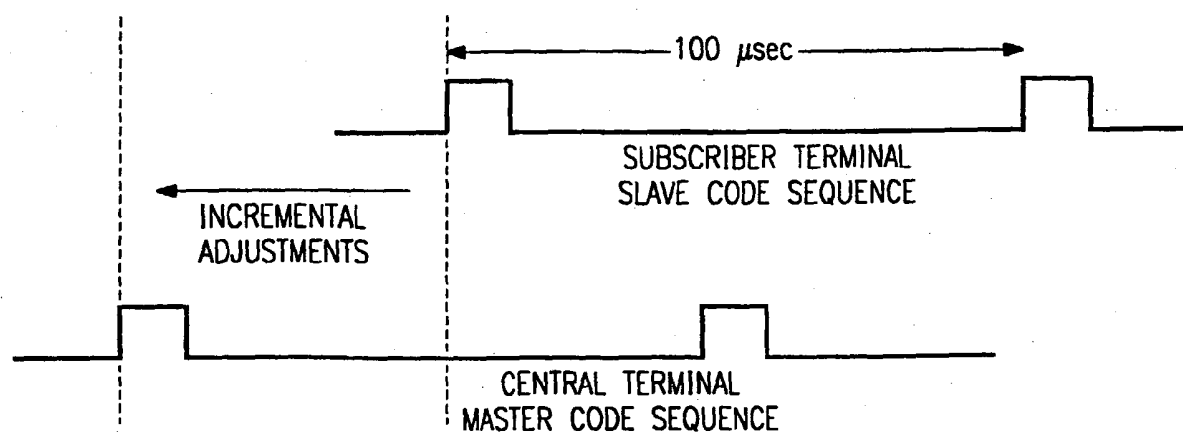 100 μsec
SUBSCRIBER TERMINAL
SLAVE CODE SEQUENCE
INCREMENTAL
ADJUSTMENTS
CENTRAL TERMINAL
MASTER CODE SEQUENCE